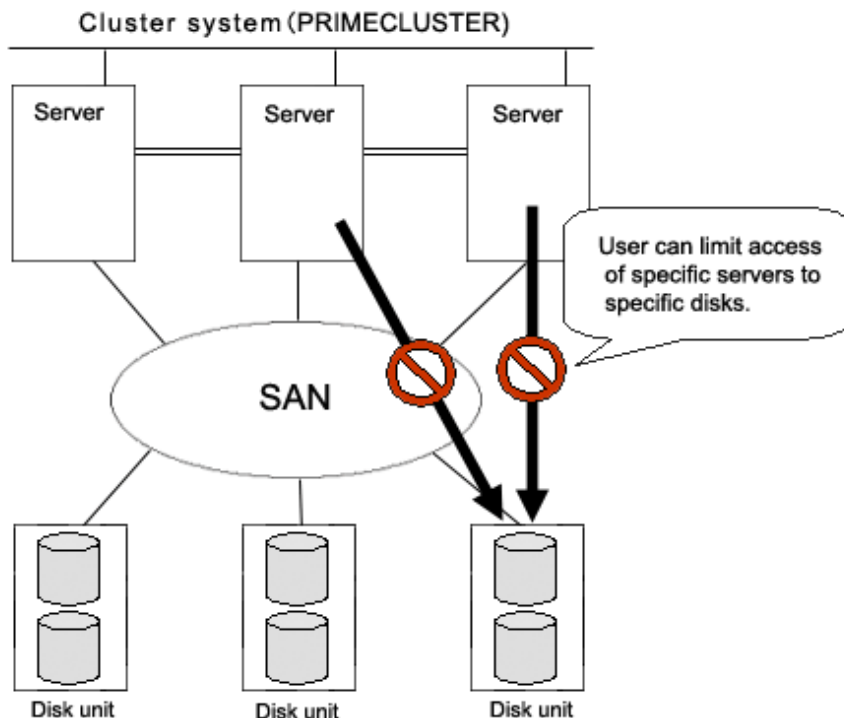 Cluster system(PRIMECLUSTER)
Server
Server
Server
User can limit access
of specific servers to
specific disks.
SAN
Disk unit
Disk unit
Disk unit